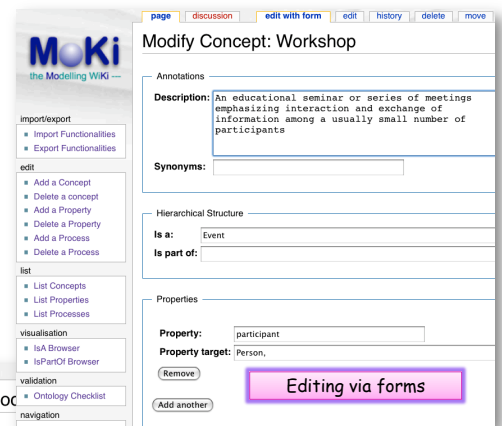 page discussion edit with form edit history delete move
MoKi
the Modelling WiKi ---
Modify Concept: Workshop
Annotations
Description: An educational seminar or series of meetings
emphasizing interaction and exchange of
information among a usually small number of
participants
Synonyms:
Hierarchical Structure
Is a: Event
Is part of:
Properties
Property: participant
Property target: Person,
Remove
Editing via forms
Add another
import/export
Import Functionalities
Export Functionalities
edit
Add a Concept
Delete a concept
Add a Property
Delete a Property
Add a Process
Delete a Process
list
List Concepts
List Properties
List Processes
visualisation
IsA Browser
IsPartOf Browser
validation
Ontology Checklist
navigation